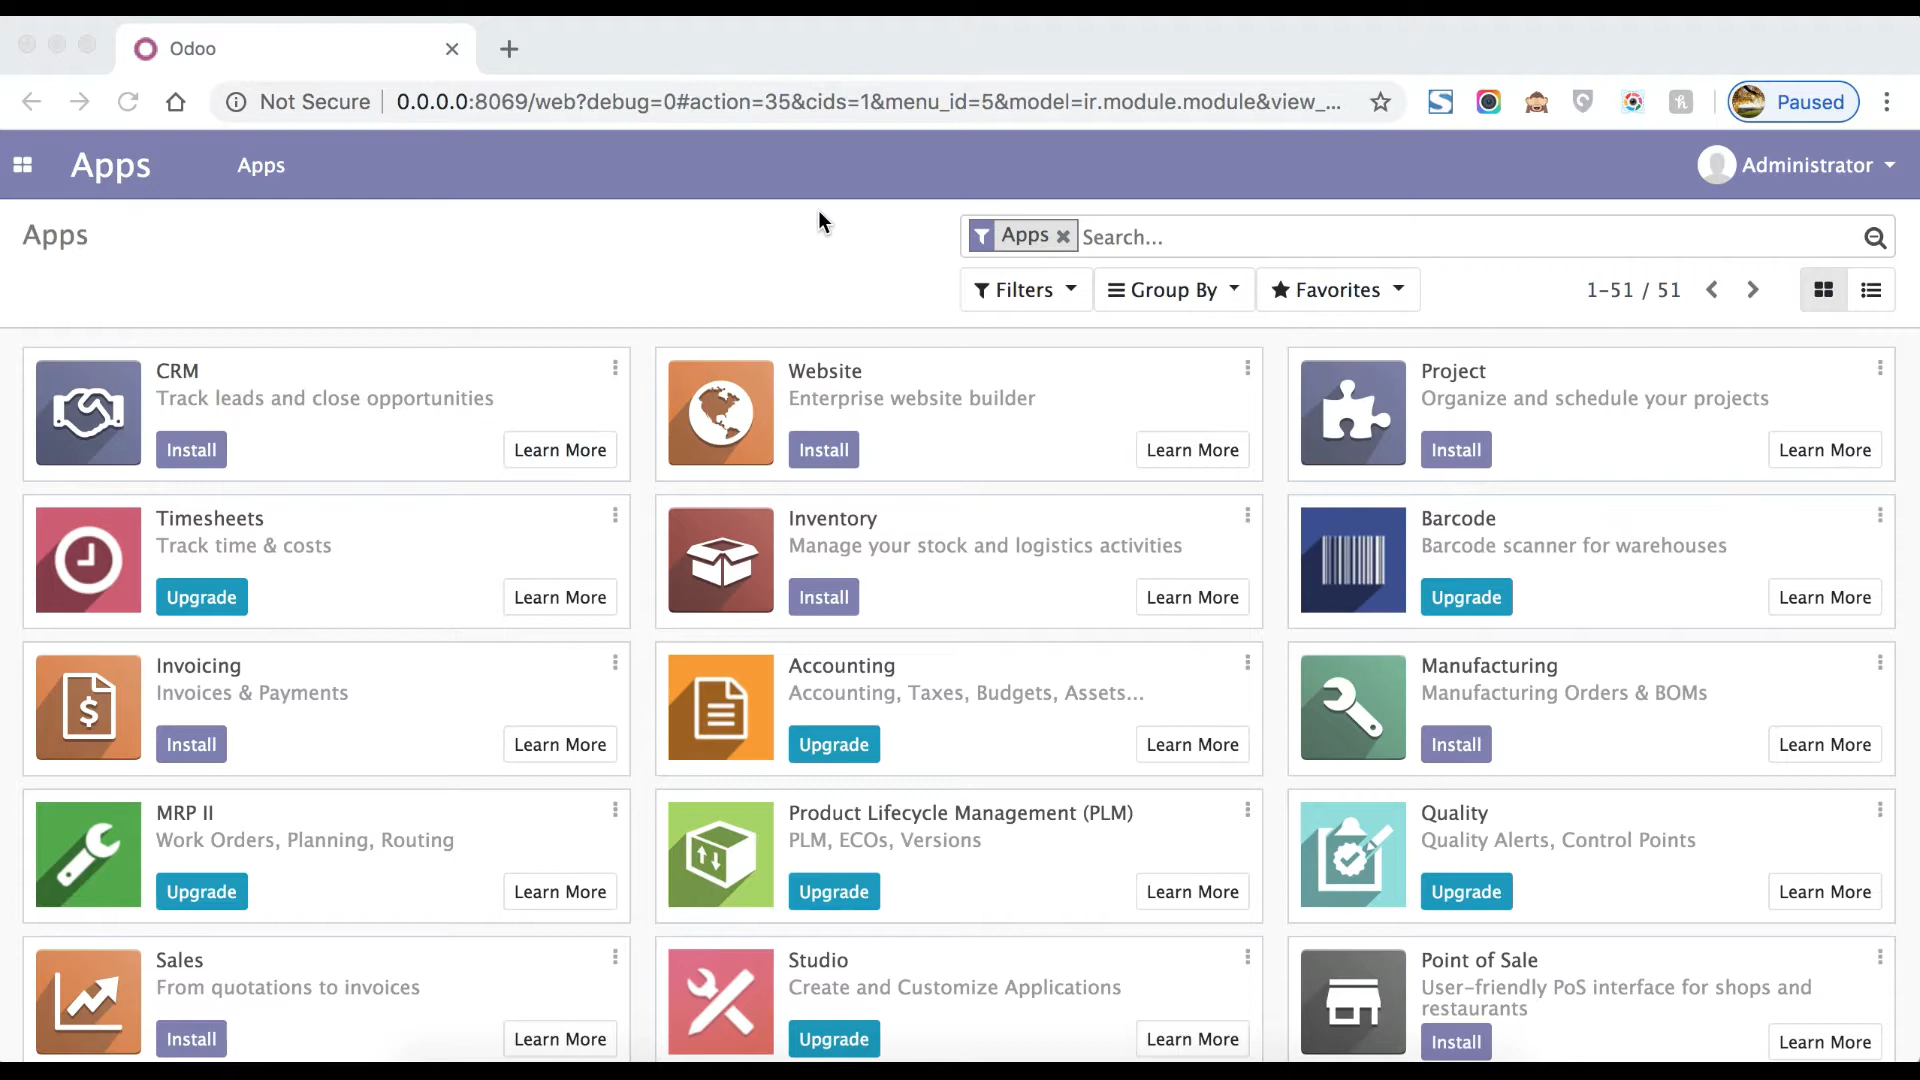 Odoo
Not Secure 0.0.0.0:8069/web?debug=0#action=35&cids=1&menu_id=5&model=ir.module.module&view_... Paused
Apps Apps Administrator
Apps
Apps Search...
Filters Group By Favorites 1-51 / 51
CRM
Track leads and close opportunities
Install Learn More
Website
Enterprise website builder
Install Learn More
Project
Organize and schedule your projects
Install Learn More
Timesheets
Track time & costs
Upgrade Learn More
Inventory
Manage your stock and logistics activities
Install Learn More
Barcode
Barcode scanner for warehouses
Upgrade Learn More
Invoicing
Invoices & Payments
Install Learn More
Accounting
Accounting, Taxes, Budgets, Assets...
Upgrade Learn More
Manufacturing
Manufacturing Orders & BOMs
Install Learn More
MRP II
Work Orders, Planning, Routing
Upgrade Learn More
Product Lifecycle Management (PLM)
PLM, ECOs, Versions
Upgrade Learn More
Quality
Quality Alerts, Control Points
Upgrade Learn More
Sales
From quotations to invoices
Install Learn More
Studio
Create and Customize Applications
Upgrade Learn More
Point of Sale
User-friendly PoS interface for shops and
restaurants
Install Learn More